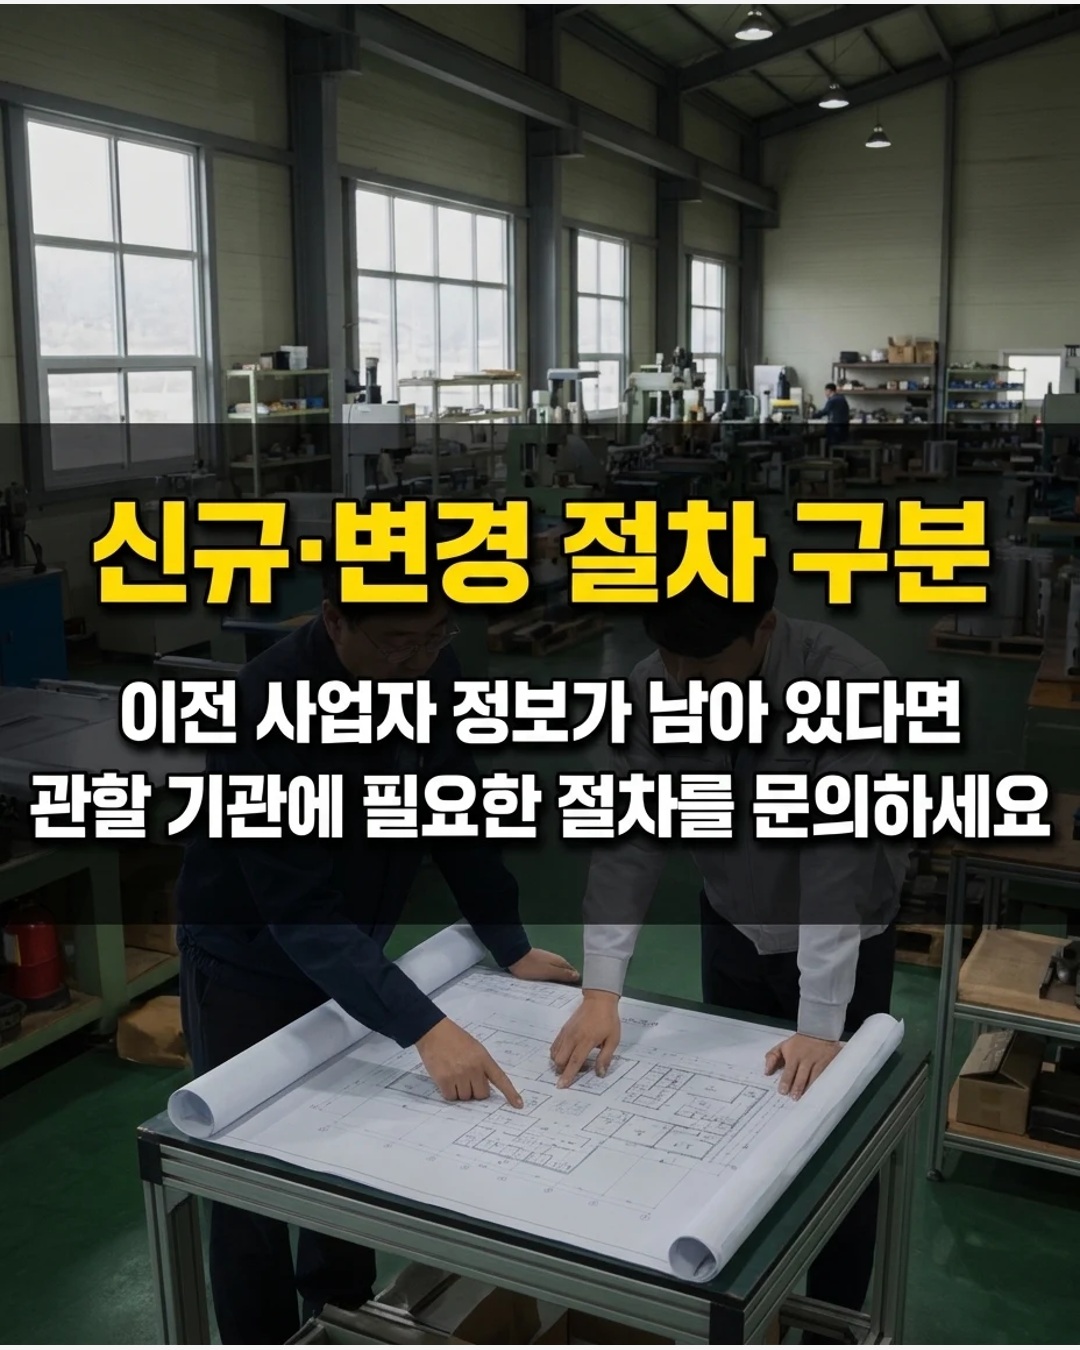 신규·변경 절차 구분
이전 사업자 정보가 남아 있다면
관할 기관에 필요한 절차를 문의하세요